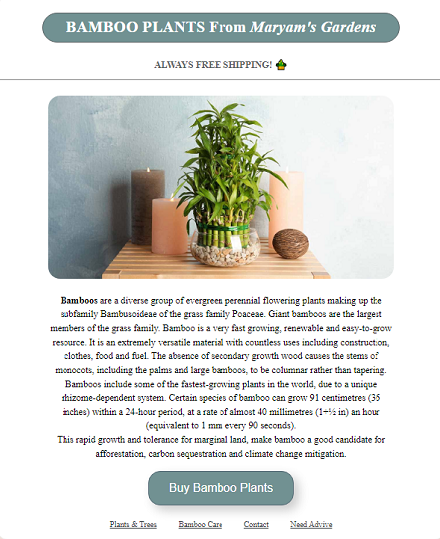 BAMBOO PLANTS From Maryam's Gardens
ALWAYS FREE SHIPPING!
Bamboos are a diverse group of evergreen perennial flowering plants making up the
subfamily Bambusoideae of the grass family Poaceae. Giant bamboos are the largest
members of the grass family. Bamboo is a very fast growing, renewable and easy-to-grow
resource. It is an extremely versatile material with countless uses including construction,
clothes, food and fuel. The absence of secondary growth wood causes the stems of
monocots, including the palms and large bamboos, to be columnar rather than tapering.
Bamboos include some of the fastest-growing plants in the world, due to a unique
rhizome-dependent system. Certain species of bamboo can grow 91 centimetres (35
inches) within a 24-hour period, at a rate of almost 40 millimetres (1+½ in) an hour
(equivalent to 1 mm every 90 seconds).
This rapid growth and tolerance for marginal land, make bamboo a good candidate for
afforestation, carbon sequestration and climate change mitigation.
Buy Bamboo Plants
Plants & Trees Bamboo Care Contact Need Advive